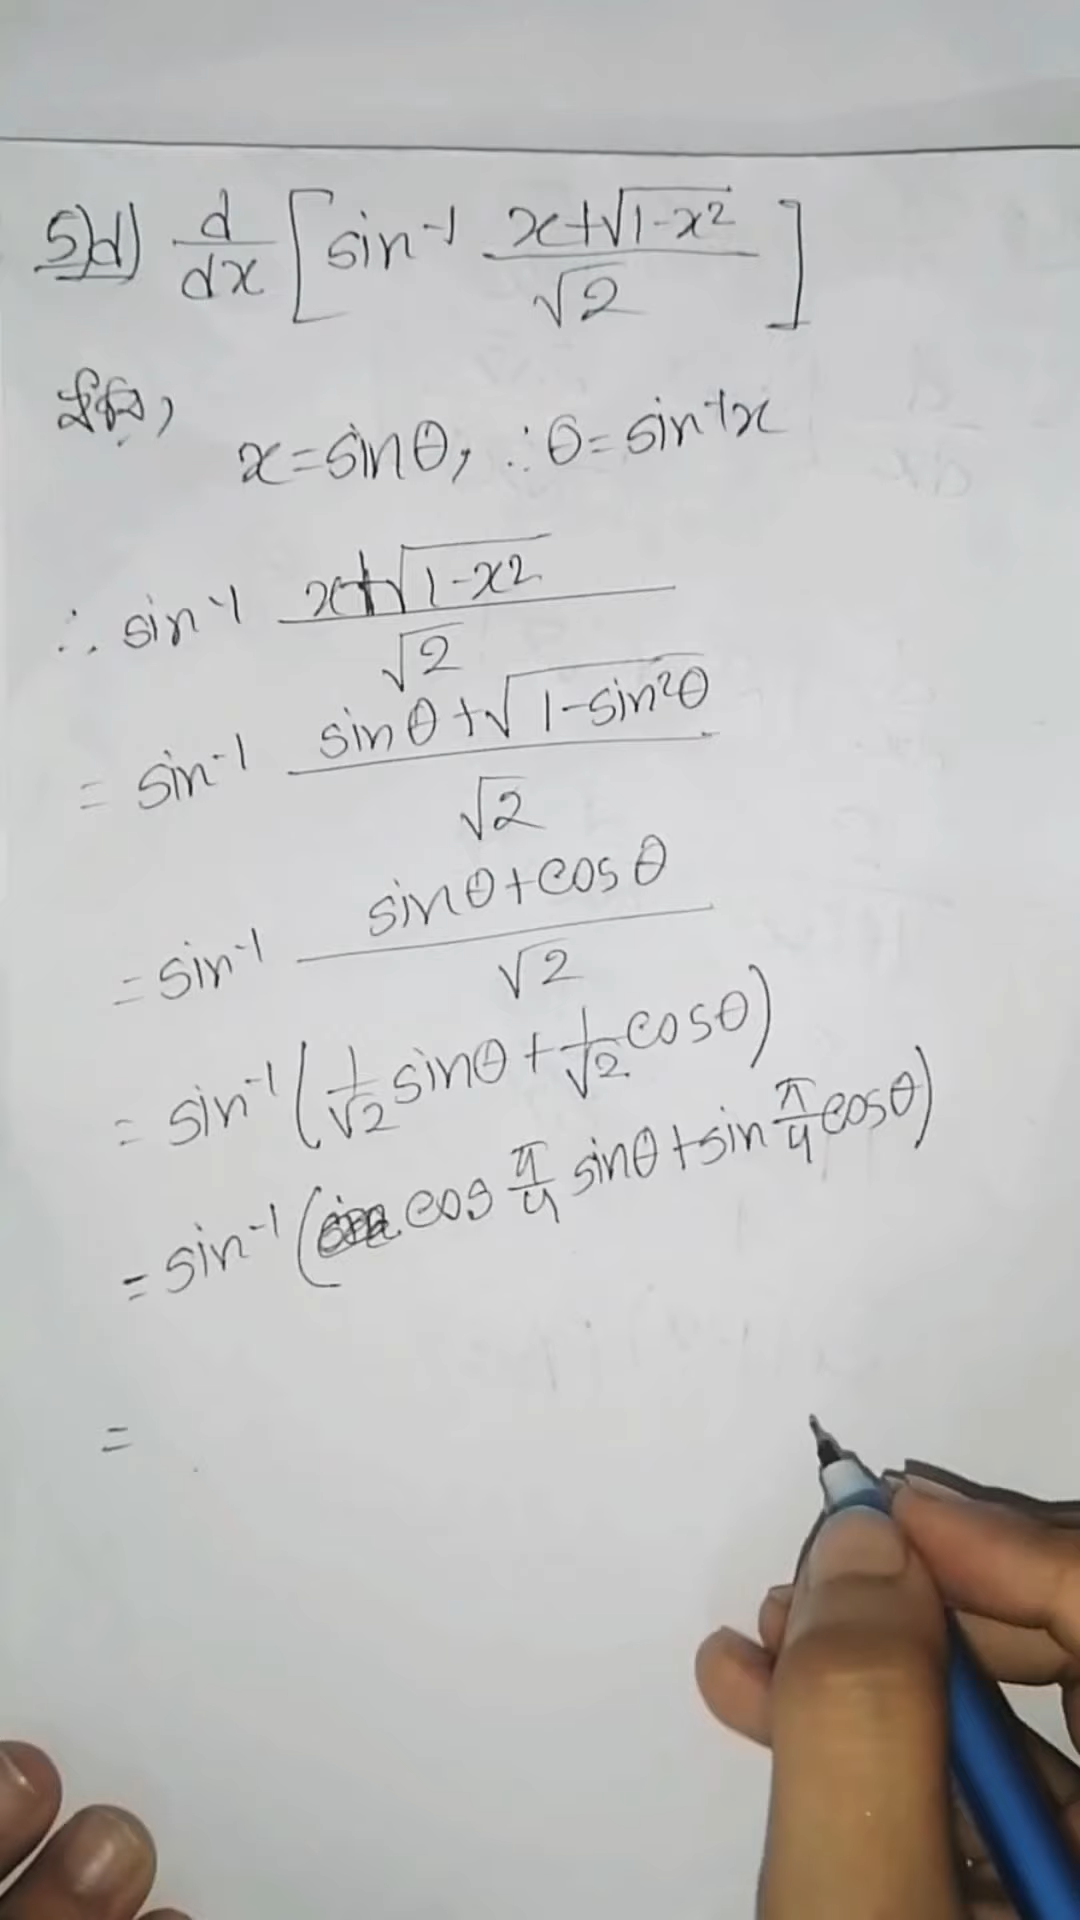 5)d) d/dx [sin⁻¹ (x+√(1-x²))/√2]
ধরি,
x=sinθ, ∴θ=sin⁻¹x
∴ sin⁻¹ (x+√(1-x²))/√2
= sin⁻¹ (sinθ+√(1-sin²θ))/√2
= sin⁻¹ (sinθ+cosθ)/√2
= sin⁻¹(1/√2 sinθ+1/√2 cosθ)
= sin⁻¹(cos π/4 sinθ+sin π/4 cosθ)
=